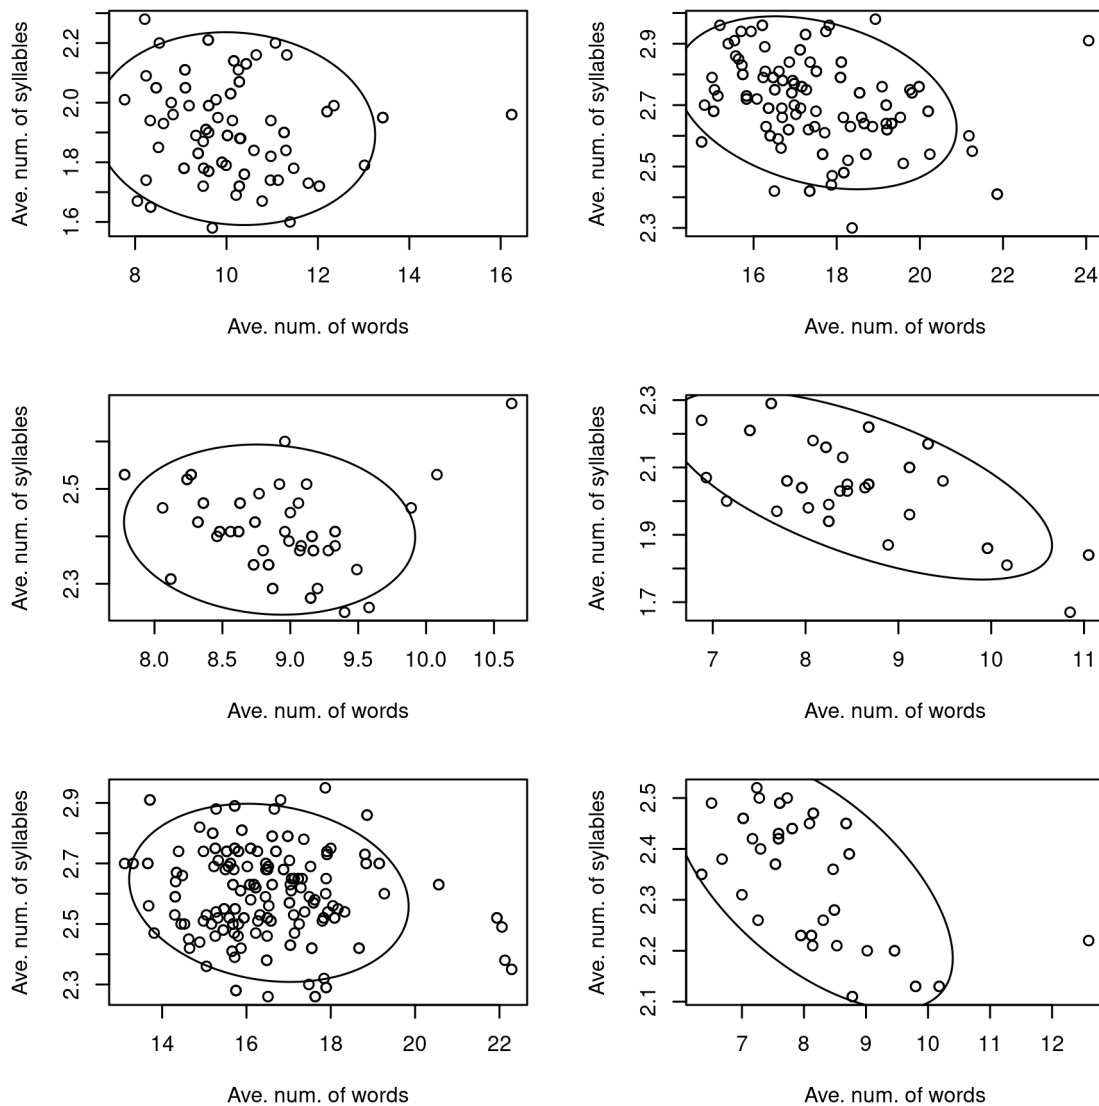 Ave. num. of syllables
2.2
2.0
1.8
1.6
8 10 12 14 16
Ave. num. of words
Ave. num. of syllables
2.9
2.7
2.5
2.3
16 18 20 22 24
Ave. num. of words
Ave. num. of syllables
2.5
2.3
8.0 8.5 9.0 9.5 10.0 10.5
Ave. num. of words
Ave. num. of syllables
2.3
2.1
1.9
1.7
7 8 9 10 11
Ave. num. of words
Ave. num. of syllables
2.9
2.7
2.5
2.3
14 16 18 20 22
Ave. num. of words
Ave. num. of syllables
2.5
2.4
2.3
2.2
2.1
7 8 9 10 11 12
Ave. num. of words